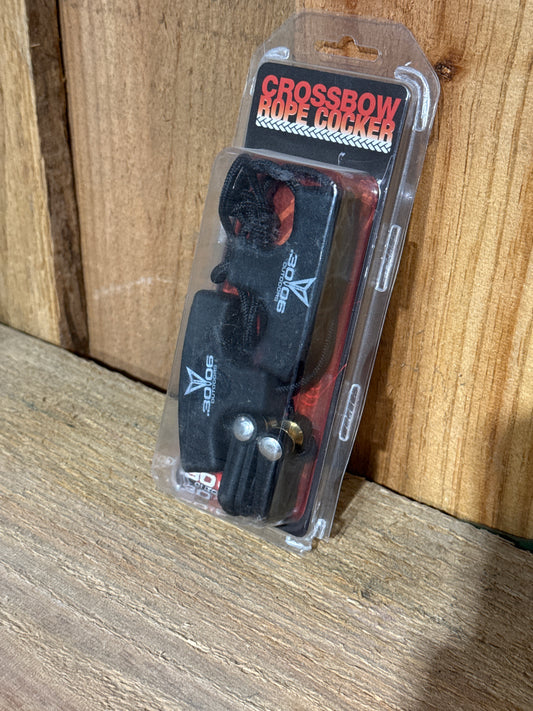 CROSSBOW
ROPE COCKER
.30-06
OUTDOORS
.30-06
OUTDOORS